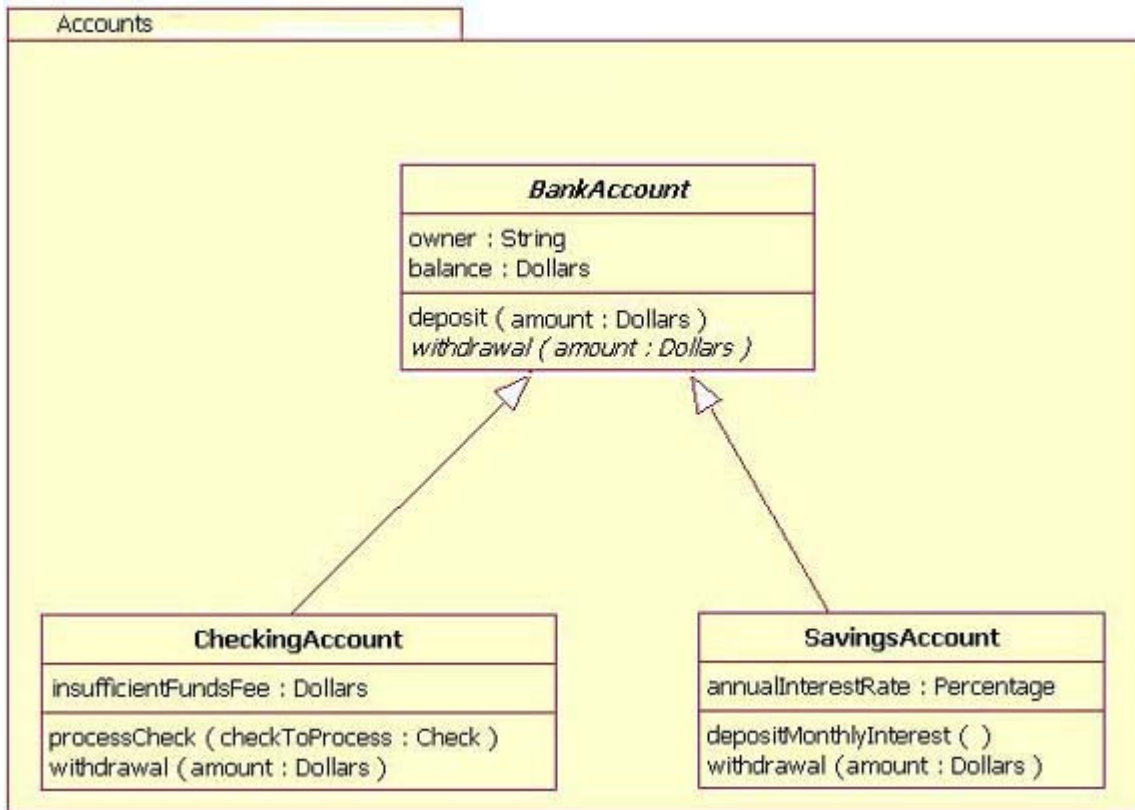 Accounts
BankAccount
owner : String
balance : Dollars
deposit ( amount : Dollars )
withdrawal ( amount : Dollars )
CheckingAccount
insufficientFundsFee : Dollars
processCheck ( checkToProcess : Check )
withdrawal ( amount : Dollars )
SavingsAccount
annualInterestRate : Percentage
depositMonthlyInterest ( )
withdrawal ( amount : Dollars )